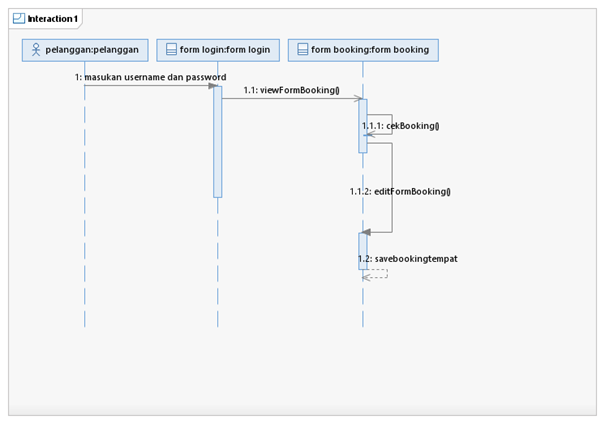 Interaction1
pelanggan:pelanggan
form login:form login
form booking:form booking
1: masukan username dan password
1.1: viewFormBooking()
1.1.1: cekBooking()
1.1.2: editFormBooking()
1.2: savebookingtempat